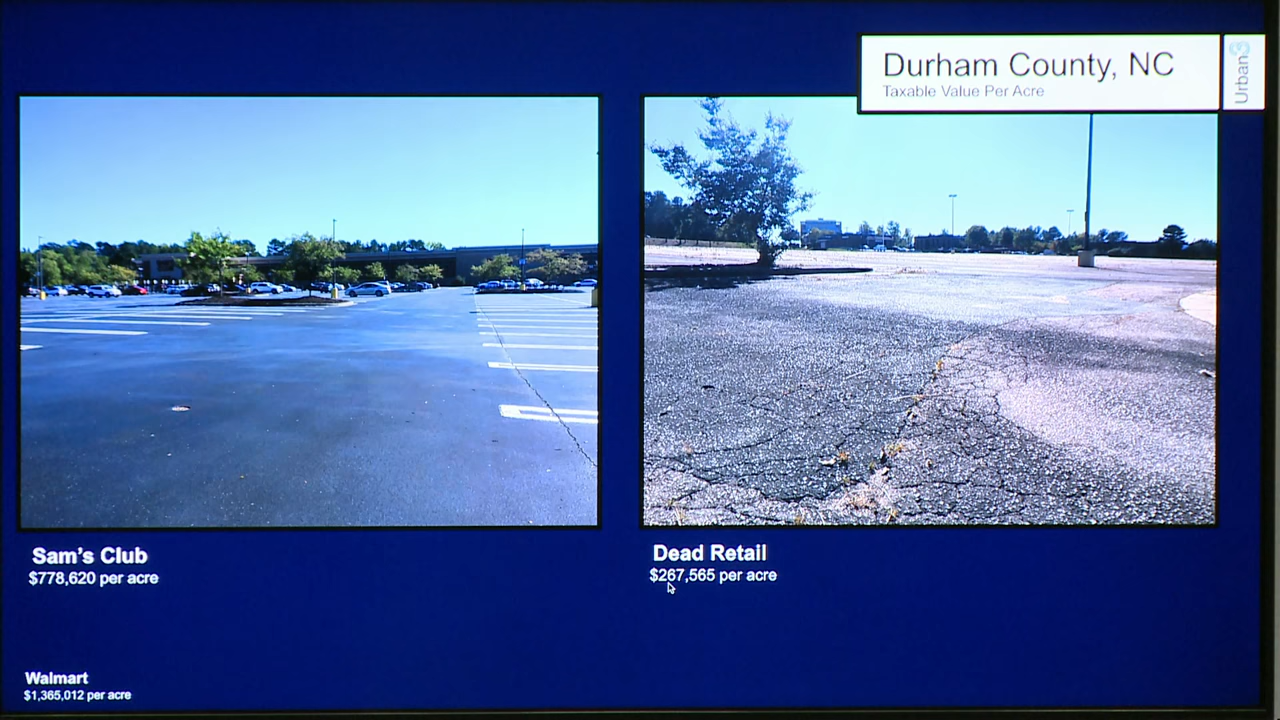 Durham County, NC
Taxable Value Per Acre
Urban3
Sam's Club
$778,620 per acre
Dead Retail
$267,565 per acre
Walmart
$1,365,012 per acre